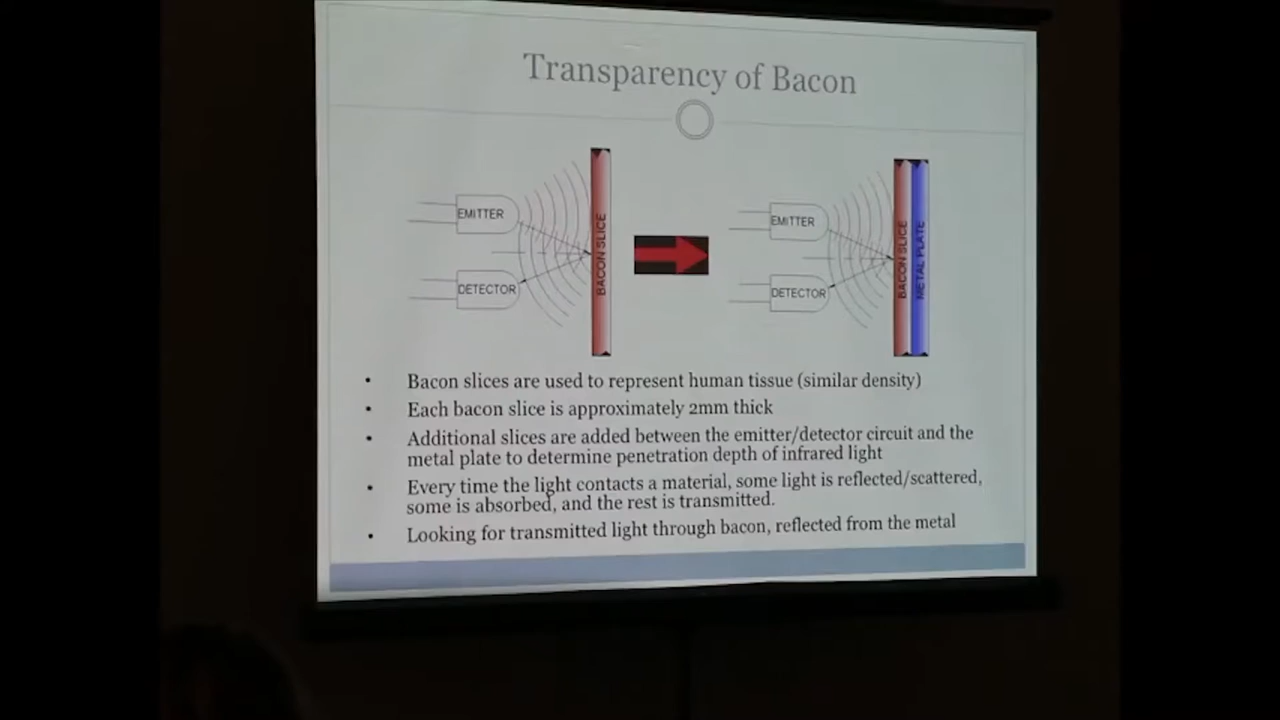 Transparency of Bacon
EMITTER
DETECTOR
BACON SLICE
EMITTER
DETECTOR
BACON SLICE
METAL PLATE
• Bacon slices are used to represent human tissue (similar density)
• Each bacon slice is approximately 2mm thick
• Additional slices are added between the emitter/detector circuit and the
metal plate to determine penetration depth of infrared light
• Every time the light contacts a material, some light is reflected/scattered,
some is absorbed, and the rest is transmitted.
• Looking for transmitted light through bacon, reflected from the metal